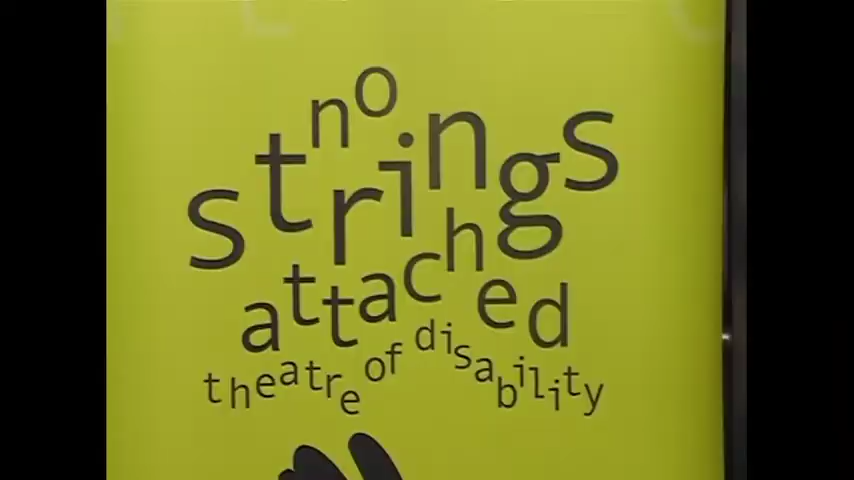 no
strings
attached
theatre of disability